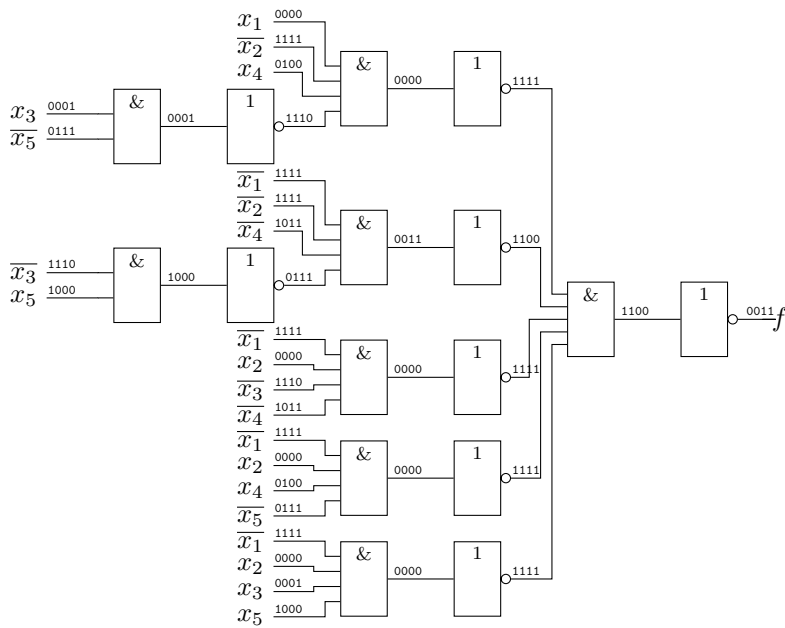 x₁ 0000
x̅₂ 1111
x₄ 0100
& 0000 1 1111
x₃ 0001
x̅₅ 0111
& 0001 1 1110
x̅₁ 1111
x̅₂ 1111
x̅₄ 1011
& 0011 1 1100
x̅₃ 1110
x₅ 1000
& 1000 1 0111
& 1100 1 0011 f
x̅₁ 1111
x₂ 0000
x̅₃ 1110
x̅₄ 1011
& 0000 1 1111
x̅₁ 1111
x₂ 0000
x₄ 0100
x̅₅ 0111
& 0000 1 1111
x̅₁ 1111
x₂ 0000
x₃ 0001
x₅ 1000
& 0000 1 1111